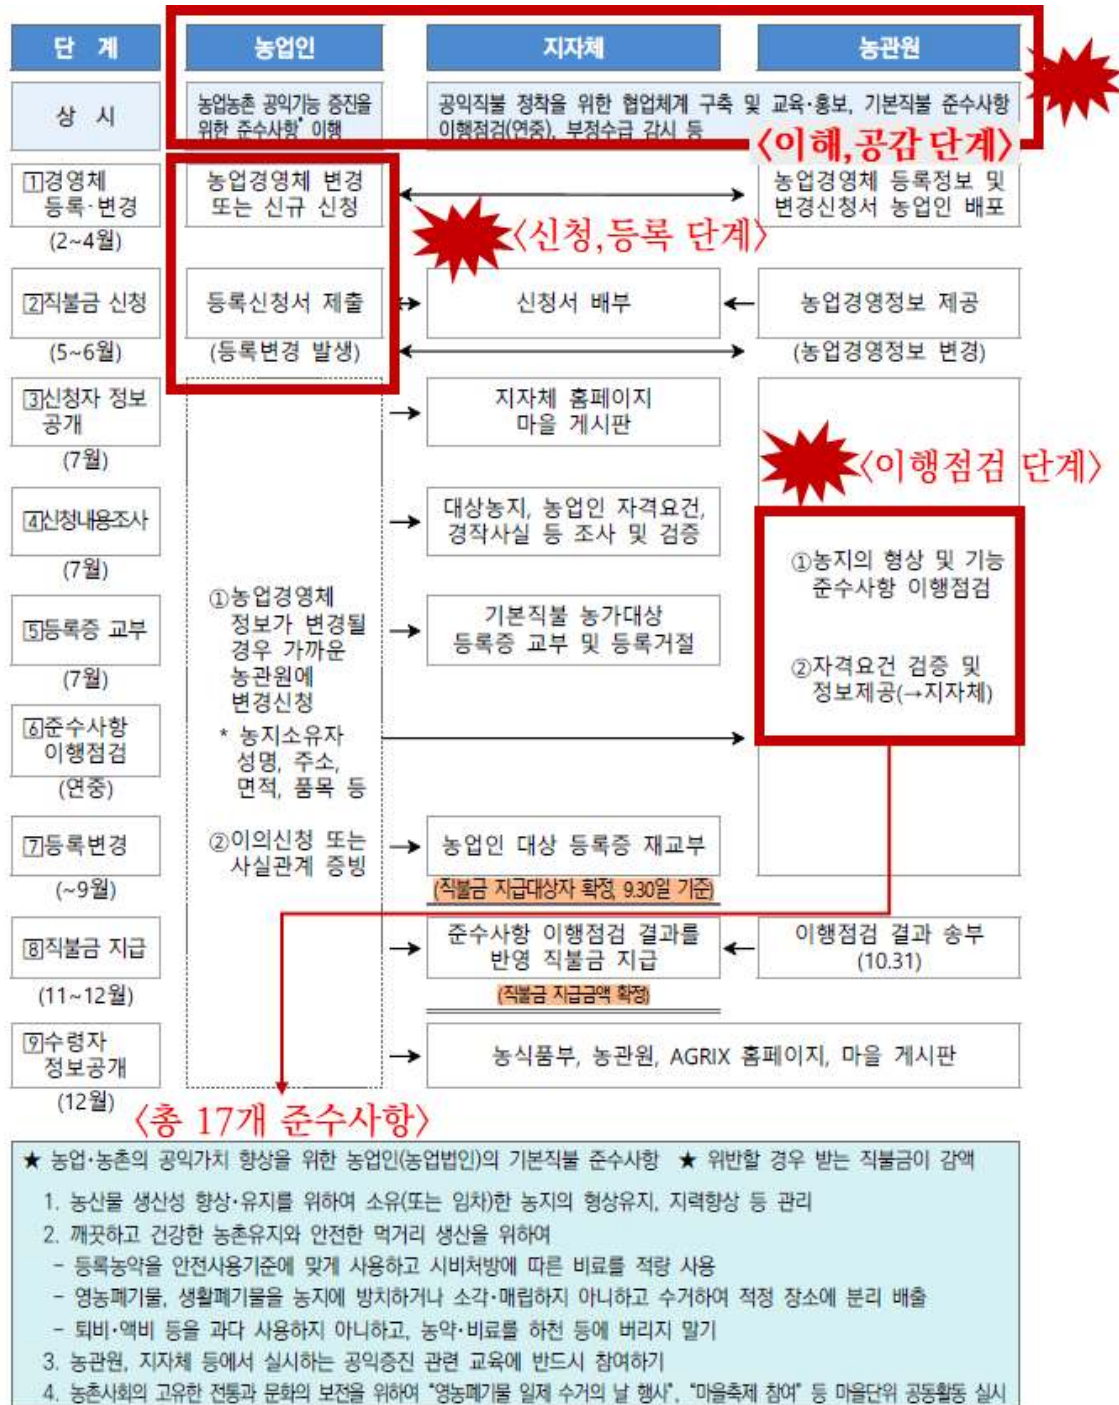 단 계 농업인 지자체 농관원
상 시
농업농촌 공익기능 증진을
위한 준수사항* 이행
공익직불 정착을 위한 협업체계 구축 및 교육·홍보, 기본직불 준수사항
이행점검(연중), 부정수급 감시 등
<이해,공감 단계>
1경영체
등록·변경
(2~4월)
농업경영체 변경
또는 신규 신청
농업경영체 등록정보 및
변경신청서 농업인 배포
<신청,등록 단계>
2직불금 신청
(5~6월)
등록신청서 제출
(등록변경 발생)
신청서 배부
농업경영정보 제공
(농업경영정보 변경)
3신청자 정보
공개
(7월)
지자체 홈페이지
마을 게시판
<이행점검 단계>
4신청내용조사
(7월)
대상농지, 농업인 자격요건,
경작사실 등 조사 및 검증
①농지의 형상 및 기능
준수사항 이행점검
①농업경영체
정보가 변경될
경우 가까운
농관원에
변경신청
5등록증 교부
(7월)
기본직불 농가대상
등록증 교부 및 등록거절
②자격요건 검증 및
정보제공(→지자체)
6준수사항
이행점검
(연중)
* 농지소유자
성명, 주소,
면적, 품목 등
7등록변경
(~9월)
②이의신청 또는
사실관계 증빙
농업인 대상 등록증 재교부
(직불금 지급대상자 확정, 9.30일 기준)
8직불금 지급
(11~12월)
준수사항 이행점검 결과를
반영 직불금 지급
(직불금 지급금액 확정)
이행점검 결과 송부
(10.31)
9수령자
정보공개
(12월)
농식품부, 농관원, AGRIX 홈페이지, 마을 게시판
<총 17개 준수사항>
★ 농업·농촌의 공익가치 향상을 위한 농업인(농업법인)의 기본직불 준수사항 ★ 위반할 경우 받는 직불금이 감액
1. 농산물 생산성 향상·유지를 위하여 소유(또는 임차)한 농지의 형상유지, 지력향상 등 관리
2. 깨끗하고 건강한 농촌유지와 안전한 먹거리 생산을 위하여
- 등록농약을 안전사용기준에 맞게 사용하고 시비처방에 따른 비료를 적량 사용
- 영농폐기물, 생활폐기물을 농지에 방치하거나 소각·매립하지 아니하고 수거하여 적정 장소에 분리 배출
- 퇴비·액비 등을 과다 사용하지 아니하고, 농약·비료를 하천 등에 버리지 말기
3. 농관원, 지자체 등에서 실시하는 공익증진 관련 교육에 반드시 참여하기
4. 농촌사회의 고유한 전통과 문화의 보전을 위하여 "영농폐기물 일제 수거의 날 행사", "마을축제 참여" 등 마을단위 공동활동 실시